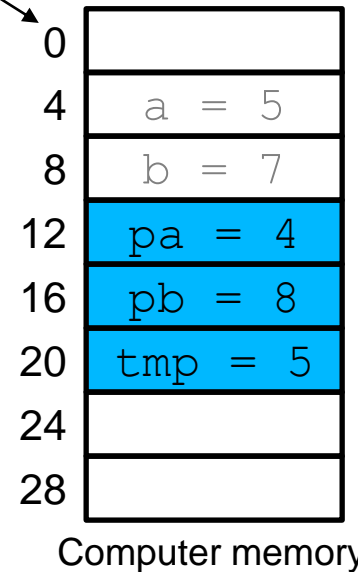 0
4 a = 5
8 b = 7
12 pa = 4
16 pb = 8
20 tmp = 5
24
28
Computer memory